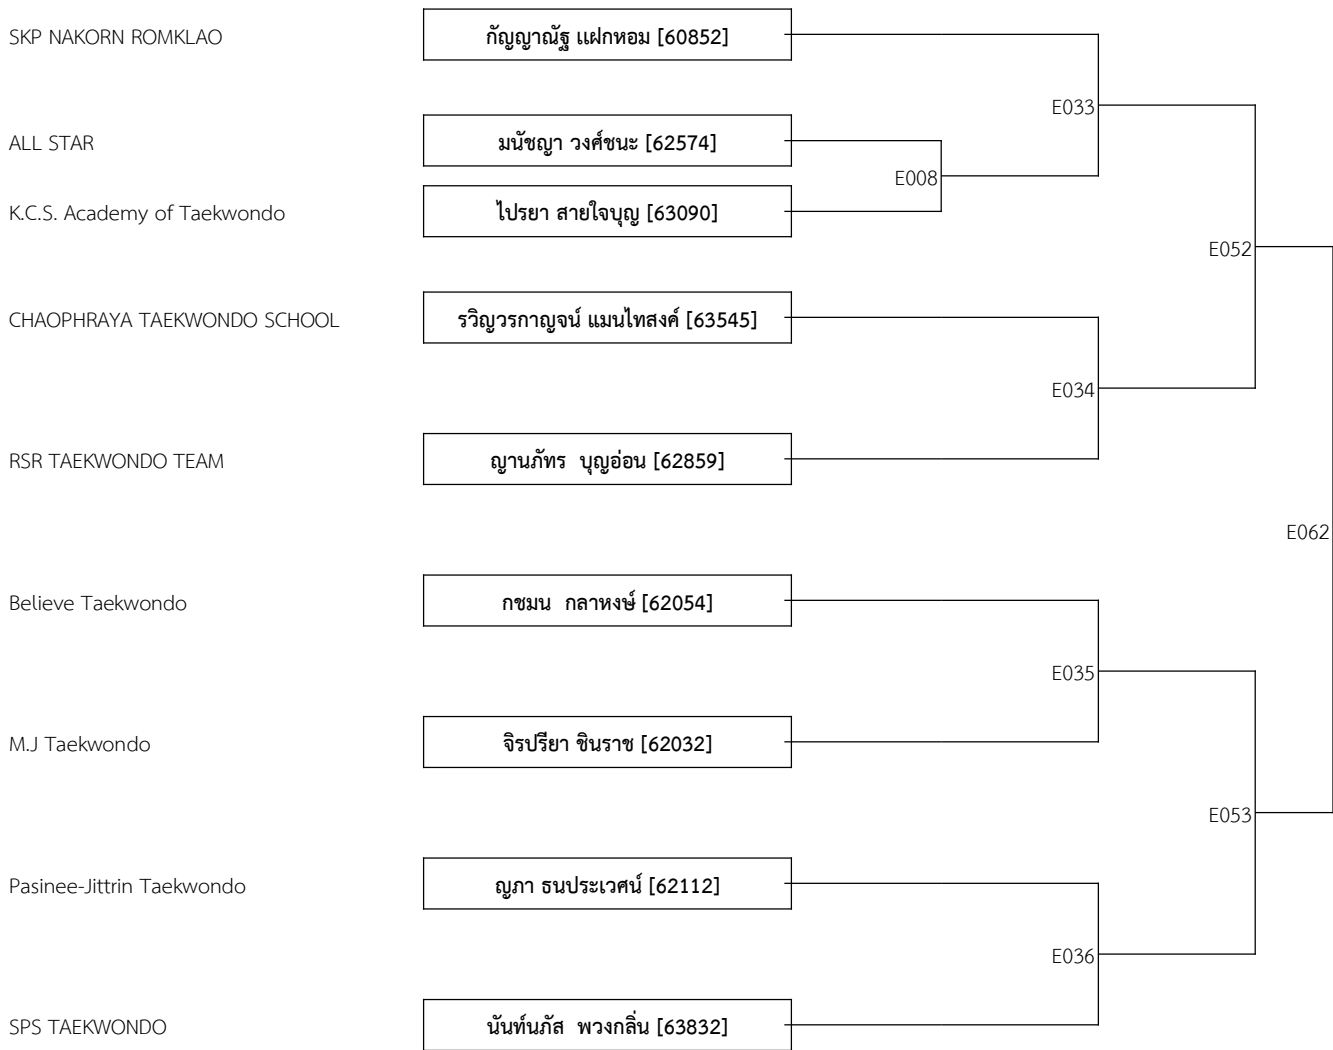 SKP NAKORN ROMKLAO
กัญญาณัฐ แฝกหอม [60852]
E033
ALL STAR
มนัชญา วงศ์ชนะ [62574]
E008
K.C.S. Academy of Taekwondo
ไปรยา สายใจบุญ [63090]
E052
CHAOPHRAYA TAEKWONDO SCHOOL
รวิญวรกาญจน์ แมนไทสงค์ [63545]
E034
RSR TAEKWONDO TEAM
ญานภัทร  บุญอ่อน [62859]
E062
Believe Taekwondo
กชมน  กลาหงษ์ [62054]
E035
M.J Taekwondo
จิรปรียา ชินราช [62032]
E053
Pasinee-Jittrin Taekwondo
ญภา ธนประเวศน์ [62112]
E036
SPS TAEKWONDO
นันท์นภัส  พวงกลิ่น [63832]